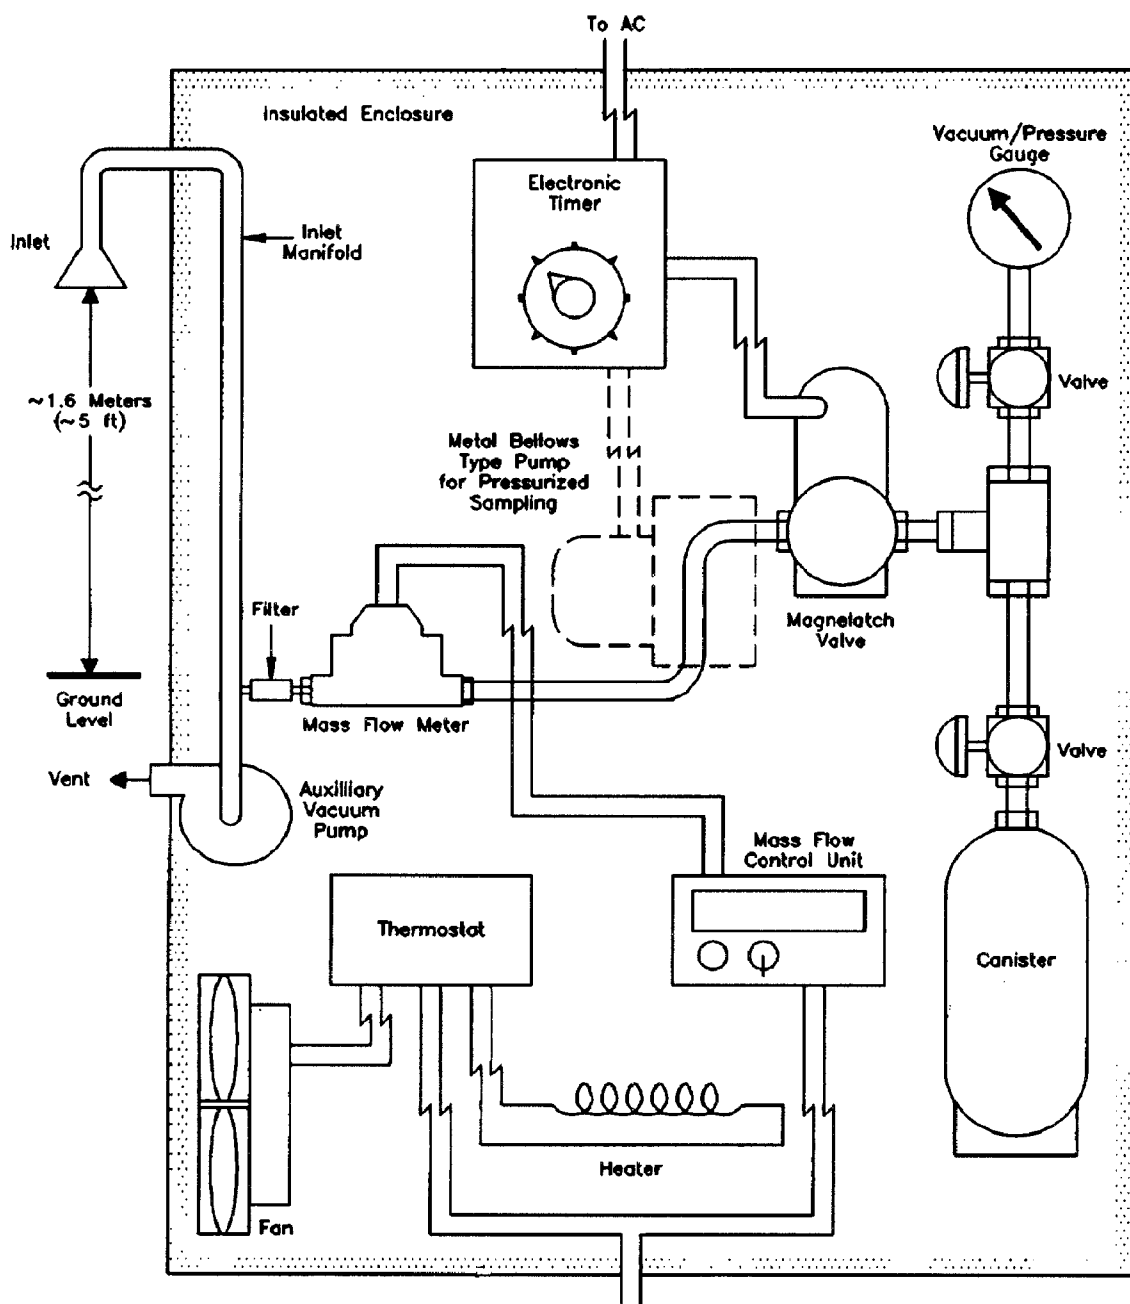 To AC
Insulated Enclosure
Vacuum/Pressure
Gauge
Electronic
Timer
Inlet
Inlet
Manifold
~1.6 Meters
(~5 ft)
Valve
Metal Bellows
Type Pump
for Pressurized
Sampling
Filter
Magnelatch
Valve
Ground
Level
Mass Flow Meter
Vent
Auxilliary
Vacuum
Pump
Valve
Mass Flow
Control Unit
Thermostat
Canister
Heater
Fan